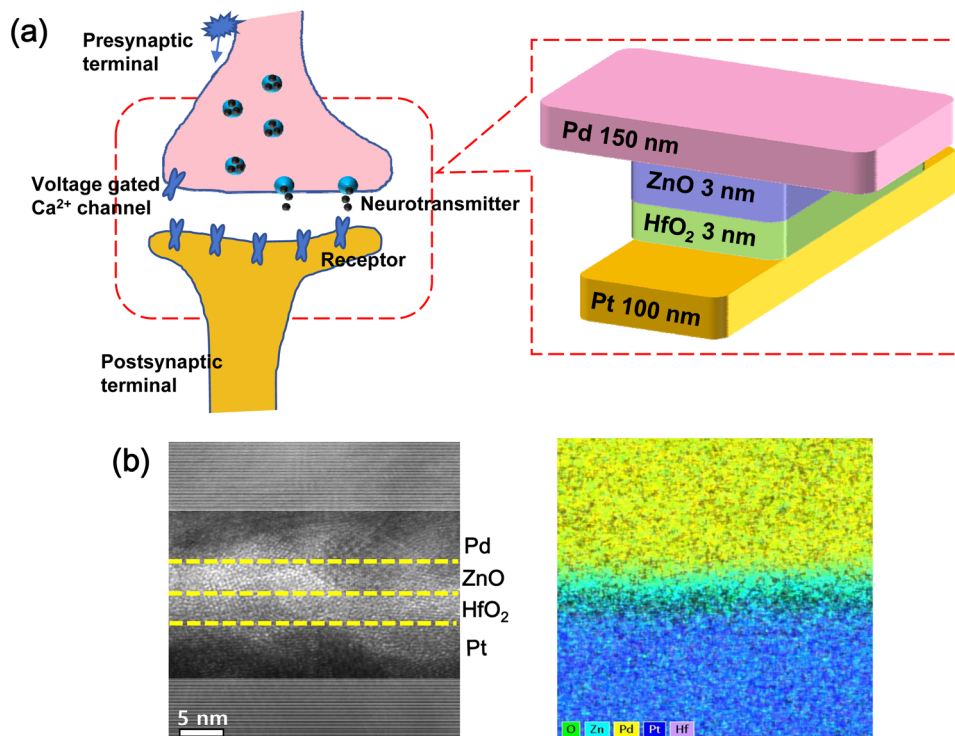 (a)
Presynaptic
terminal
Voltage gated
Ca²⁺ channel
Neurotransmitter
Receptor
Postsynaptic
terminal
Pd 150 nm
ZnO 3 nm
HfO₂ 3 nm
Pt 100 nm
(b)
Pd
ZnO
HfO₂
Pt
5 nm
O Zn Pd Pt Hf